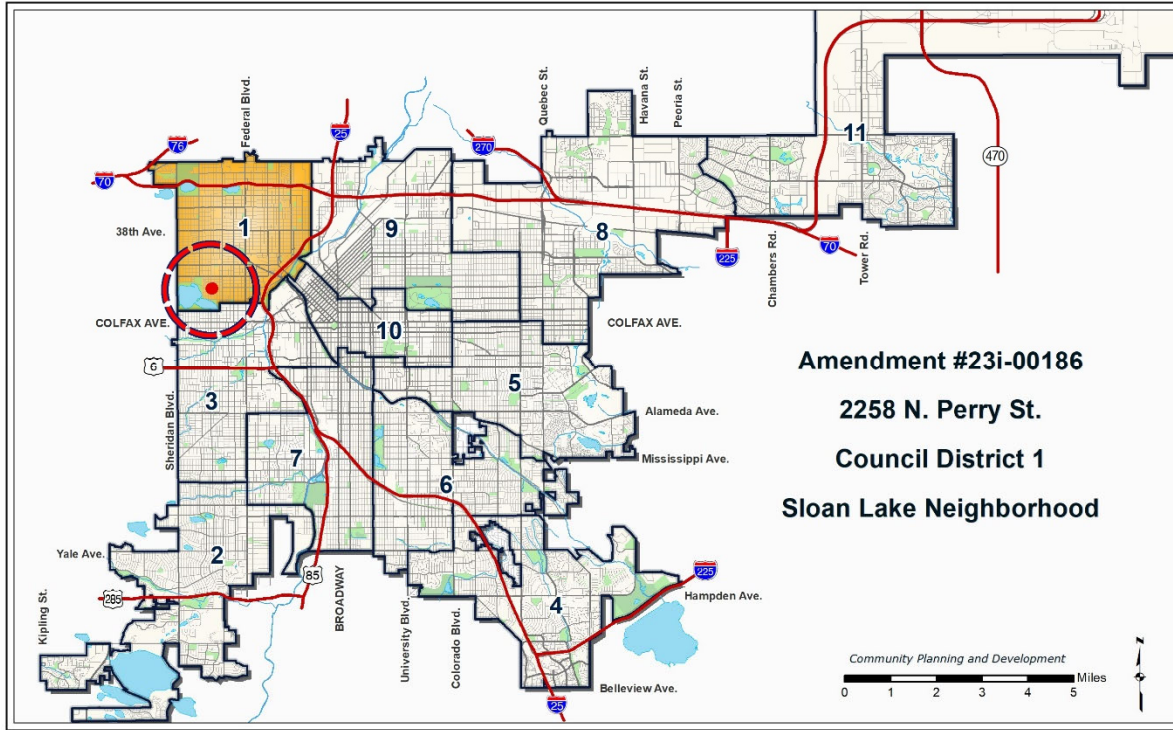 Federal Blvd.
Quebec St.
Havana St.
Peoria St.
76
25
270
70
11
470
1
9
8
38th Ave.
225
70
Chambers Rd.
Tower Rd.
COLFAX AVE.
10
COLFAX AVE.
6
3
5
Sheridan Blvd.
7
6
Alameda Ave.
Mississippi Ave.
Amendment #23i-00186
2258 N. Perry St.
Council District 1
Sloan Lake Neighborhood
Yale Ave.
2
85
BROADWAY
285
225
Hampden Ave.
4
Kipling St.
University Blvd.
Colorado Blvd.
Belleview Ave.
25
Community Planning and Development
0 1 2 3 4 5 Miles
N